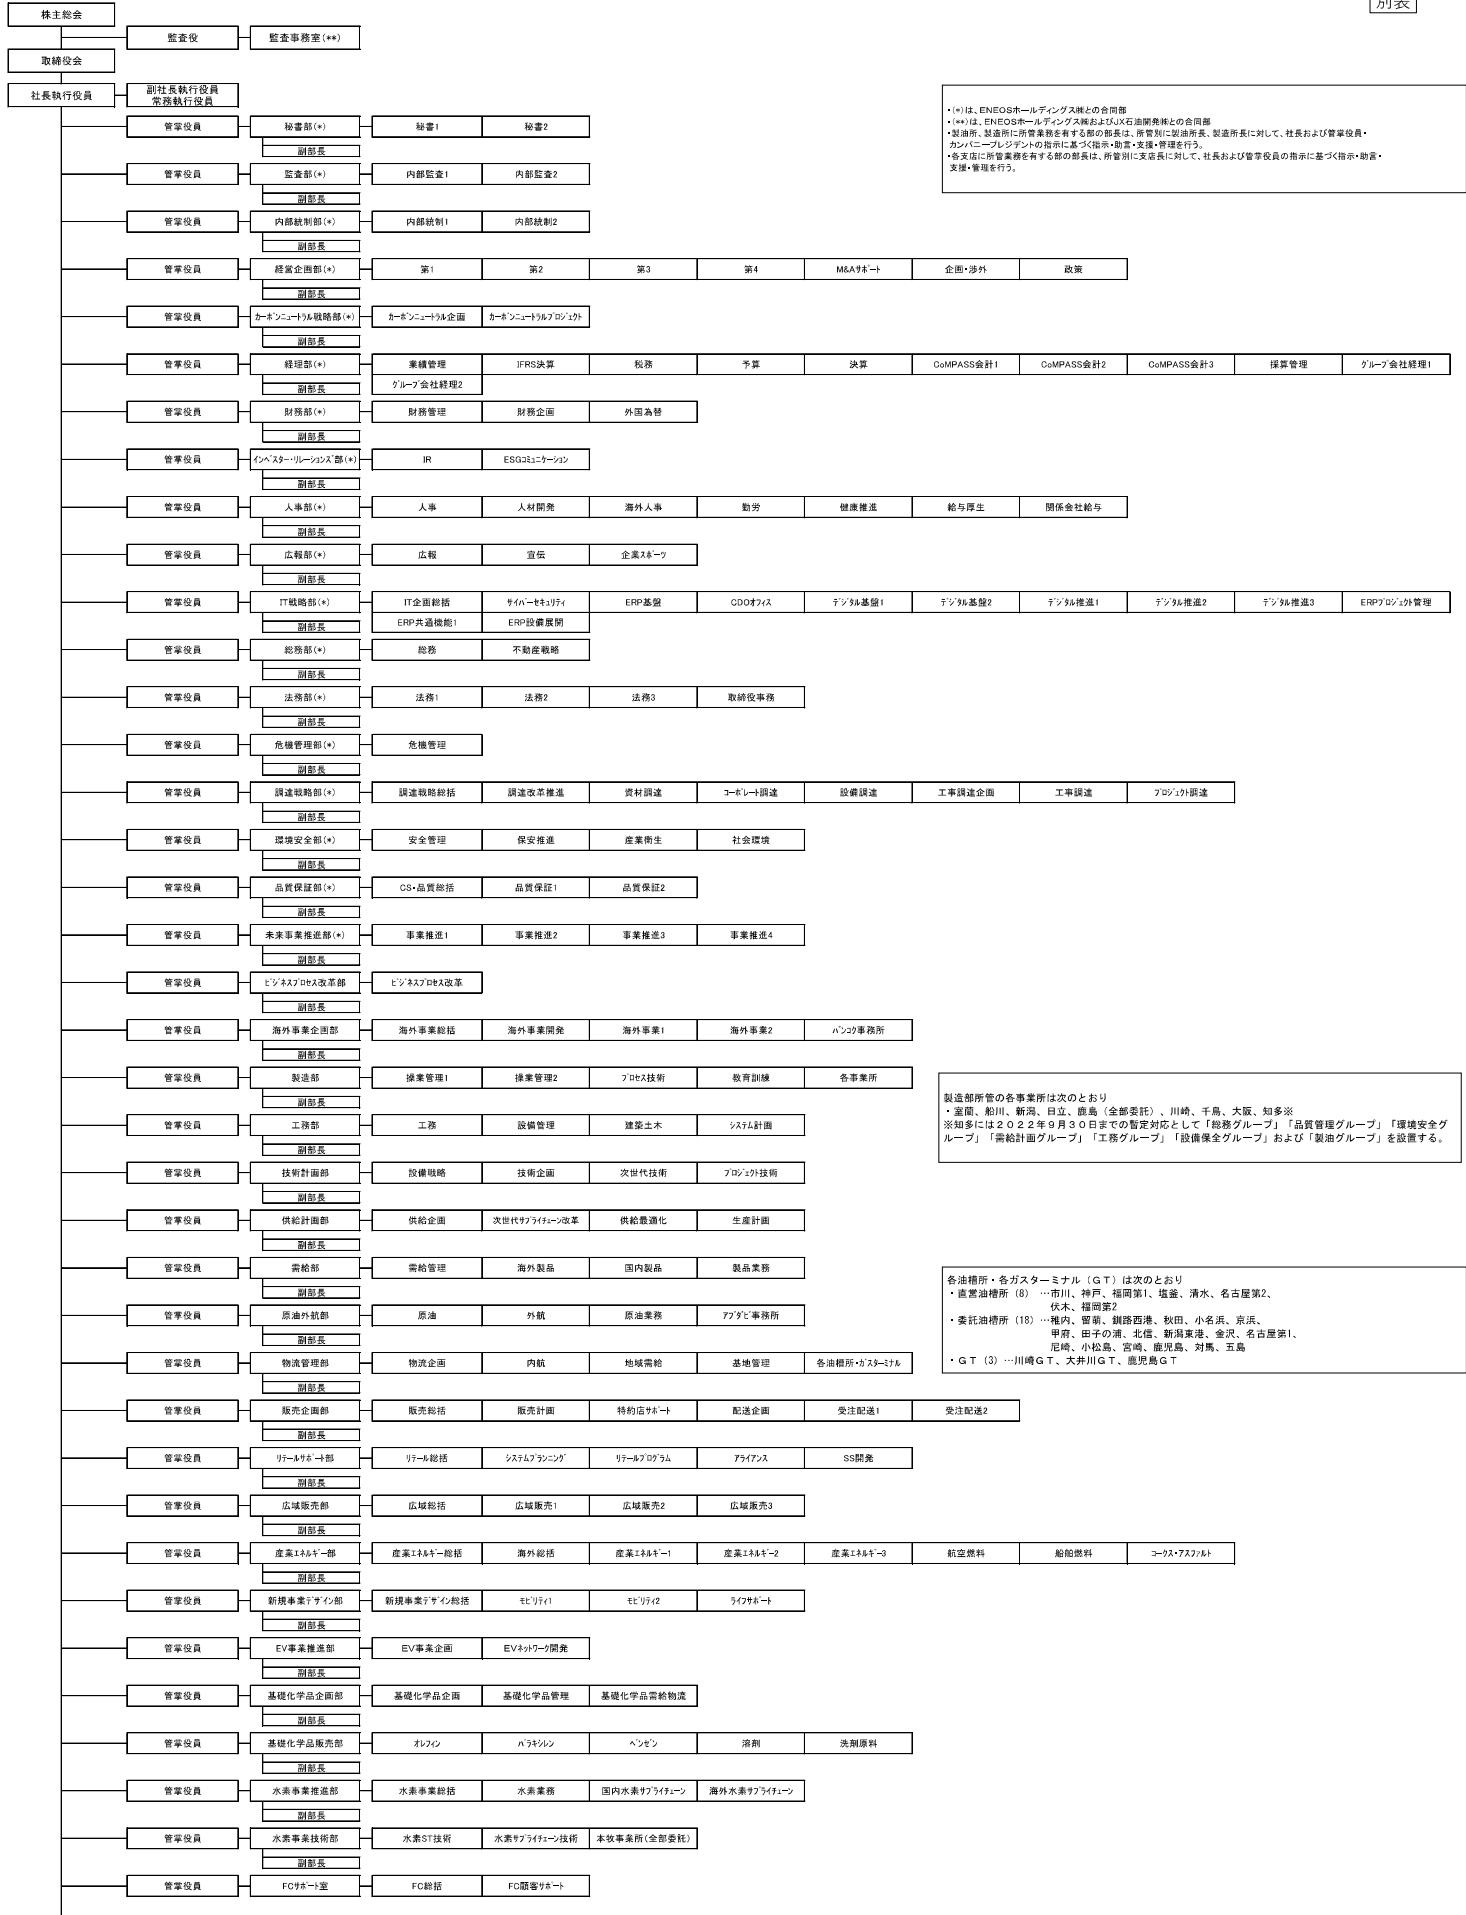 別表
株主総会
監査役 監査事務室(**)
取締役会
社長執行役員 副社長執行役員
常務執行役員
・(*)は、ENEOSホールディングス㈱との合同部
・(**)は、ENEOSホールディングス㈱およびJX石油開発㈱との合同部
・製油所、製造所に所管業務を有する部の部長は、所管別に製油所長、製造所長に対して、社長および管掌役員・
カンパニープレジデントの指示に基づく指示・助言・支援・管理を行う。
・各支店に所管業務を有する部の部長は、所管別に支店長に対して、社長および管掌役員の指示に基づく指示・助言・
支援・管理を行う。
管掌役員 秘書部(*) 秘書1 秘書2
副部長
管掌役員 監査部(*) 内部監査1 内部監査2
副部長
管掌役員 内部統制部(*) 内部統制1 内部統制2
副部長
管掌役員 経営企画部(*) 第1 第2 第3 第4 M&Aサポート 企画・渉外 政策
副部長
管掌役員 カーボンニュートラル戦略部(*) カーボンニュートラル企画 カーボンニュートラルプロジェクト
副部長
管掌役員 経理部(*) 業績管理 IFRS決算 税務 予算 決算 CoMPASS会計1 CoMPASS会計2 CoMPASS会計3 採算管理 グループ会社経理1
副部長 グループ会社経理2
管掌役員 財務部(*) 財務管理 財務企画 外国為替
副部長
管掌役員 インベスター・リレーションズ部(*) IR ESGコミュニケーション
副部長
管掌役員 人事部(*) 人事 人材開発 海外人事 勤労 健康推進 給与厚生 関係会社給与
副部長
管掌役員 広報部(*) 広報 宣伝 企業スポーツ
副部長
管掌役員 IT戦略部(*) IT企画総括 サイバーセキュリティ ERP基盤 CDOオフィス デジタル基盤1 デジタル基盤2 デジタル推進1 デジタル推進2 デジタル推進3 ERPプロジェクト管理
副部長 ERP共通機能1 ERP設備展開
管掌役員 総務部(*) 総務 不動産戦略
副部長
管掌役員 法務部(*) 法務1 法務2 法務3 取締役事務
副部長
管掌役員 危機管理部(*) 危機管理
副部長
管掌役員 調達戦略部(*) 調達戦略総括 調達改革推進 資材調達 コーポレート調達 設備調達 工事調達企画 工事調達 プロジェクト調達
副部長
管掌役員 環境安全部(*) 安全管理 保安推進 産業衛生 社会環境
副部長
管掌役員 品質保証部(*) CS・品質総括 品質保証1 品質保証2
副部長
管掌役員 未来事業推進部(*) 事業推進1 事業推進2 事業推進3 事業推進4
副部長
管掌役員 ビジネスプロセス改革部 ビジネスプロセス改革
副部長
管掌役員 海外事業企画部 海外事業総括 海外事業開発 海外事業1 海外事業2 バンコク事務所
副部長
管掌役員 製造部 操業管理1 操業管理2 プロセス技術 教育訓練 各事業所
副部長
製造部所管の各事業所は次のとおり
・室蘭、船川、新潟、日立、鹿島（全部委託）、川崎、千鳥、大阪、知多※
※知多には２０２２年９月３０日までの暫定対応として「総務グループ」「品質管理グループ」「環境安全グ
ループ」「需給計画グループ」「工務グループ」「設備保全グループ」および「製油グループ」を設置する。
管掌役員 工務部 工務 設備管理 建築土木 システム計画
副部長
管掌役員 技術計画部 設備戦略 技術企画 次世代技術 プロジェクト技術
副部長
管掌役員 供給計画部 供給企画 次世代サプライチェーン改革 供給最適化 生産計画
副部長
管掌役員 需給部 需給管理 海外製品 国内製品 製品業務
副部長
各油槽所・各ガスターミナル（ＧＴ）は次のとおり
・直営油槽所（8）…市川、神戸、福岡第1、塩釜、清水、名古屋第2、
伏木、福岡第2
・委託油槽所（18）…稚内、留萌、釧路西港、秋田、小名浜、京浜、
甲府、田子の浦、北信、新潟東港、金沢、名古屋第1、
尼崎、小松島、宮崎、鹿児島、対馬、五島
・ＧＴ（3）…川崎ＧＴ、大井川ＧＴ、鹿児島ＧＴ
管掌役員 原油外航部 原油 外航 原油業務 アブダビ事務所
副部長
管掌役員 物流管理部 物流企画 内航 地域需給 基地管理 各油槽所・ガスターミナル
副部長
管掌役員 販売企画部 販売総括 販売計画 特約店サポート 配送企画 受注配送1 受注配送2
副部長
管掌役員 リテールサポート部 リテール総括 システムプランニング リテールプログラム アライアンス SS開発
副部長
管掌役員 広域販売部 広域総括 広域販売1 広域販売2 広域販売3
副部長
管掌役員 産業エネルギー部 産業エネルギー総括 海外総括 産業エネルギー1 産業エネルギー2 産業エネルギー3 航空燃料 船舶燃料 コークス・アスファルト
副部長
管掌役員 新規事業デザイン部 新規事業デザイン総括 モビリティ1 モビリティ2 ライフサポート
副部長
管掌役員 EV事業推進部 EV事業企画 EVネットワーク開発
副部長
管掌役員 基礎化学品企画部 基礎化学品企画 基礎化学品管理 基礎化学品需給物流
副部長
管掌役員 基礎化学品販売部 オレフィン パラキシレン ベンゼン 溶剤 洗剤原料
副部長
管掌役員 水素事業推進部 水素事業総括 水素業務 国内水素サプライチェーン 海外水素サプライチェーン
副部長
管掌役員 水素事業技術部 水素ST技術 水素サプライチェーン技術 本牧事業所(全部委託)
副部長
管掌役員 FCサポート室 FC総括 FC顧客サポート